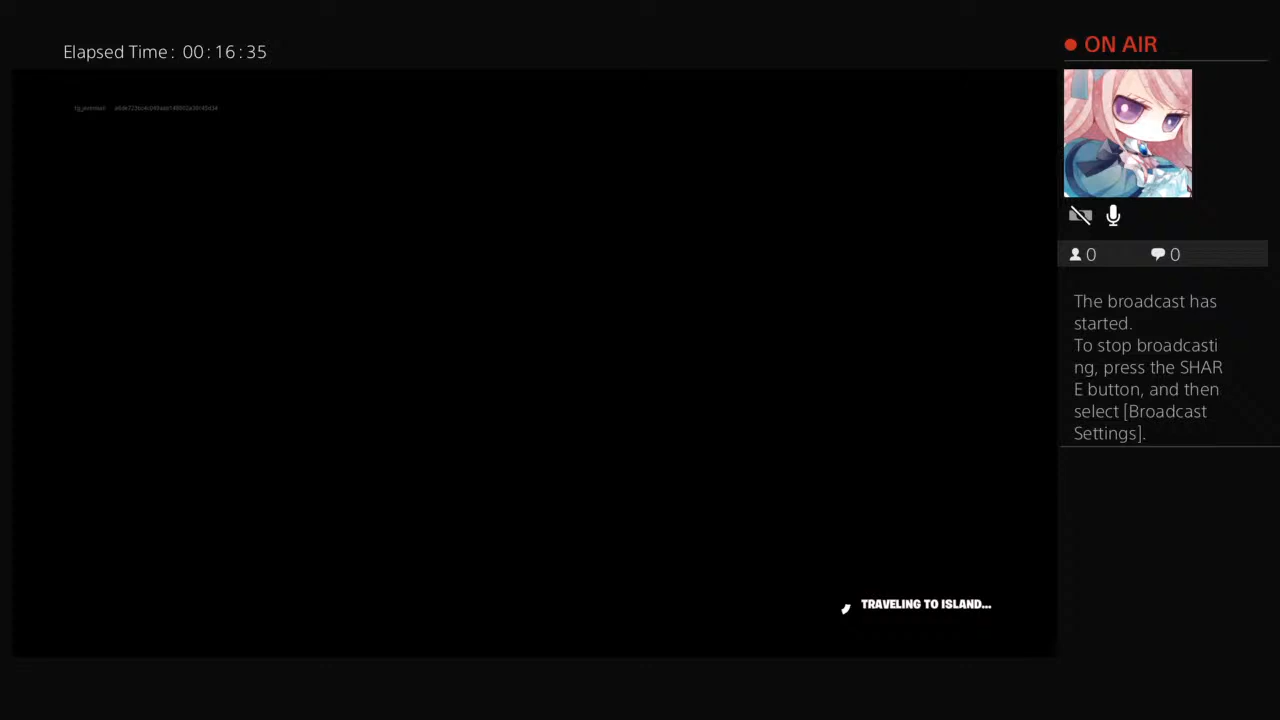 Elapsed Time: 00:16:35
ON AIR
0 0
The broadcast has
started.
To stop broadcasti
ng, press the SHAR
E button, and then
select [Broadcast
Settings].
TRAVELING TO ISLAND...